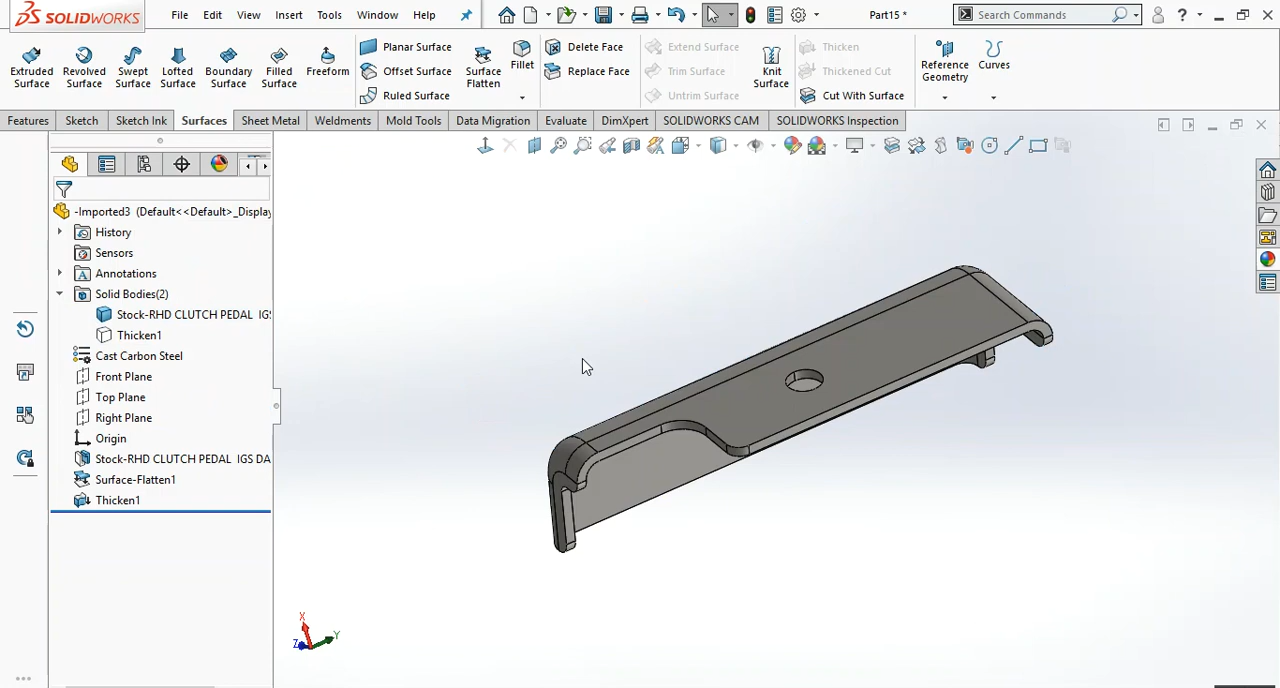 SOLIDWORKS
File Edit View Insert Tools Window Help
Part15 *
Search Commands
Extruded Surface
Revolved Surface
Swept Surface
Lofted Surface
Boundary Surface
Filled Surface
Freeform
Planar Surface
Offset Surface
Ruled Surface
Surface Flatten
Fillet
Delete Face
Replace Face
Extend Surface
Trim Surface
Untrim Surface
Knit Surface
Thicken
Thickened Cut
Cut With Surface
Reference Geometry
Curves
Features Sketch Sketch Ink Surfaces Sheet Metal Weldments Mold Tools Data Migration Evaluate DimXpert SOLIDWORKS CAM SOLIDWORKS Inspection
-Imported3 (Default<<Default>_Display
History
Sensors
Annotations
Solid Bodies(2)
Stock-RHD CLUTCH PEDAL IGS
Thicken1
Cast Carbon Steel
Front Plane
Top Plane
Right Plane
Origin
Stock-RHD CLUTCH PEDAL IGS DA
Surface-Flatten1
Thicken1
X
Y
Z